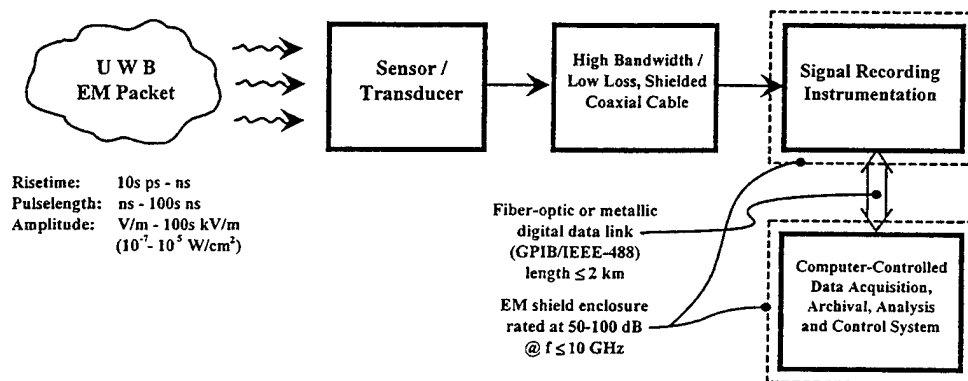 U W B
EM Packet
Sensor /
Transducer
High Bandwidth /
Low Loss, Shielded
Coaxial Cable
Signal Recording
Instrumentation
Risetime: 10s ps - ns
Pulselength: ns - 100s ns
Amplitude: V/m - 100s kV/m
(10⁻⁷- 10⁵ W/cm²)
Fiber-optic or metallic
digital data link
(GPIB/IEEE-488)
length ≤ 2 km
EM shield enclosure
rated at 50-100 dB
@ f ≤ 10 GHz
Computer-Controlled
Data Acquisition,
Archival, Analysis
and Control System